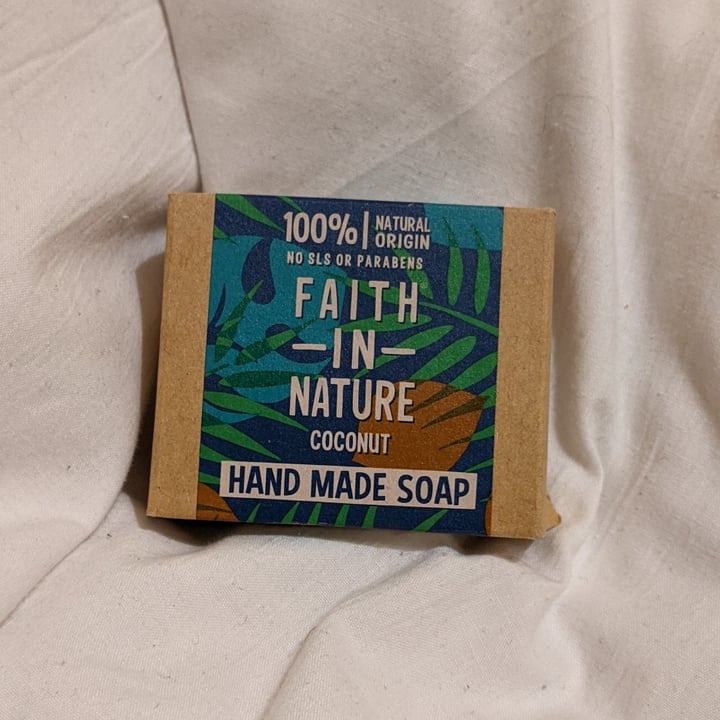 100% | NATURAL
ORIGIN
NO SLS OR PARABENS
FAITH
—IN—
NATURE
COCONUT
HAND MADE SOAP